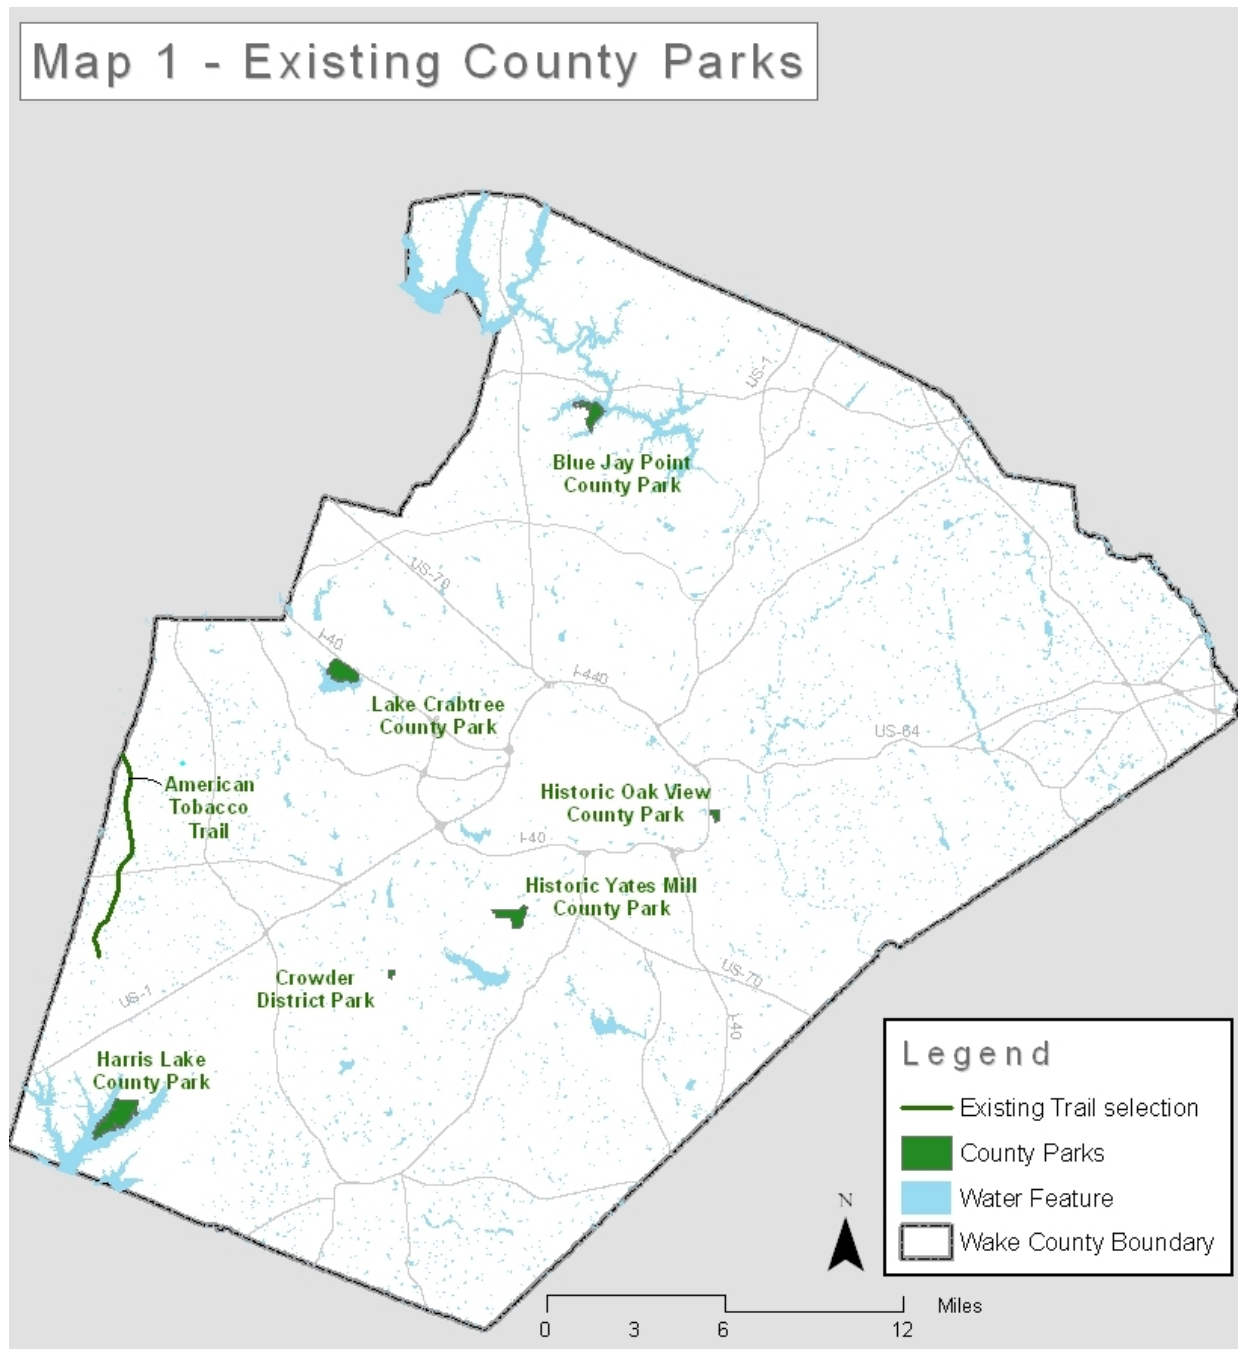 Map 1 - Existing County Parks
US-1
Blue Jay Point
County Park
US-70
I-40
I-440
Lake Crabtree
County Park
US-64
American
Tobacco
Trail
Historic Oak View
County Park
I-40
Historic Yates Mill
County Park
Crowder
District Park
US-70
US-1
I-40
Harris Lake
County Park
Legend
Existing Trail selection
County Parks
Water Feature
Wake County Boundary
N
Miles
0 3 6 12